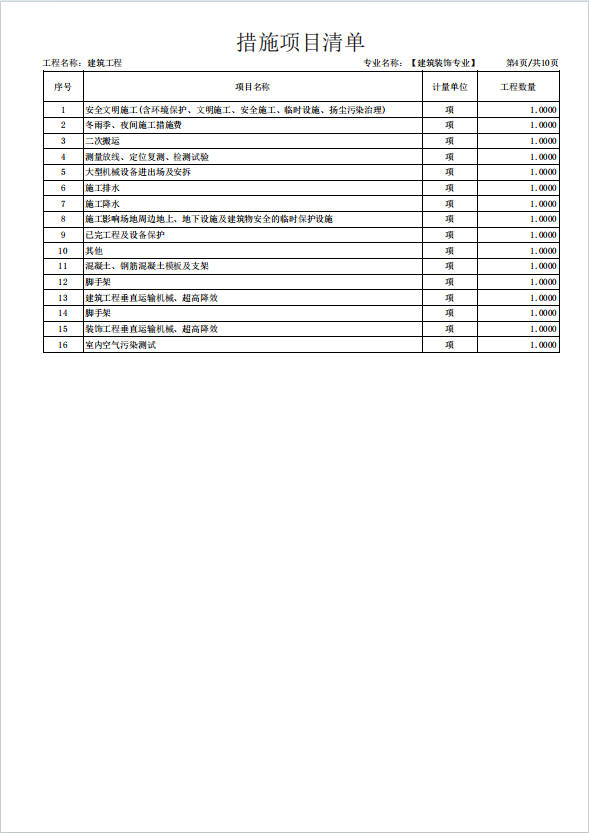 措施项目清单
工程名称：建筑工程 专业名称：【建筑装饰专业】 第4页/共10页
序号 项目名称 计量单位 工程数量
1 安全文明施工(含环境保护、文明施工、安全施工、临时设施、扬尘污染治理) 项 1.0000
2 冬雨季、夜间施工措施费 项 1.0000
3 二次搬运 项 1.0000
4 测量放线、定位复测、检测试验 项 1.0000
5 大型机械设备进出场及安拆 项 1.0000
6 施工排水 项 1.0000
7 施工降水 项 1.0000
8 施工影响场地周边地上、地下设施及建筑物安全的临时保护设施 项 1.0000
9 已完工程及设备保护 项 1.0000
10 其他 项 1.0000
11 混凝土、钢筋混凝土模板及支架 项 1.0000
12 脚手架 项 1.0000
13 建筑工程垂直运输机械、超高降效 项 1.0000
14 脚手架 项 1.0000
15 装饰工程垂直运输机械、超高降效 项 1.0000
16 室内空气污染测试 项 1.0000